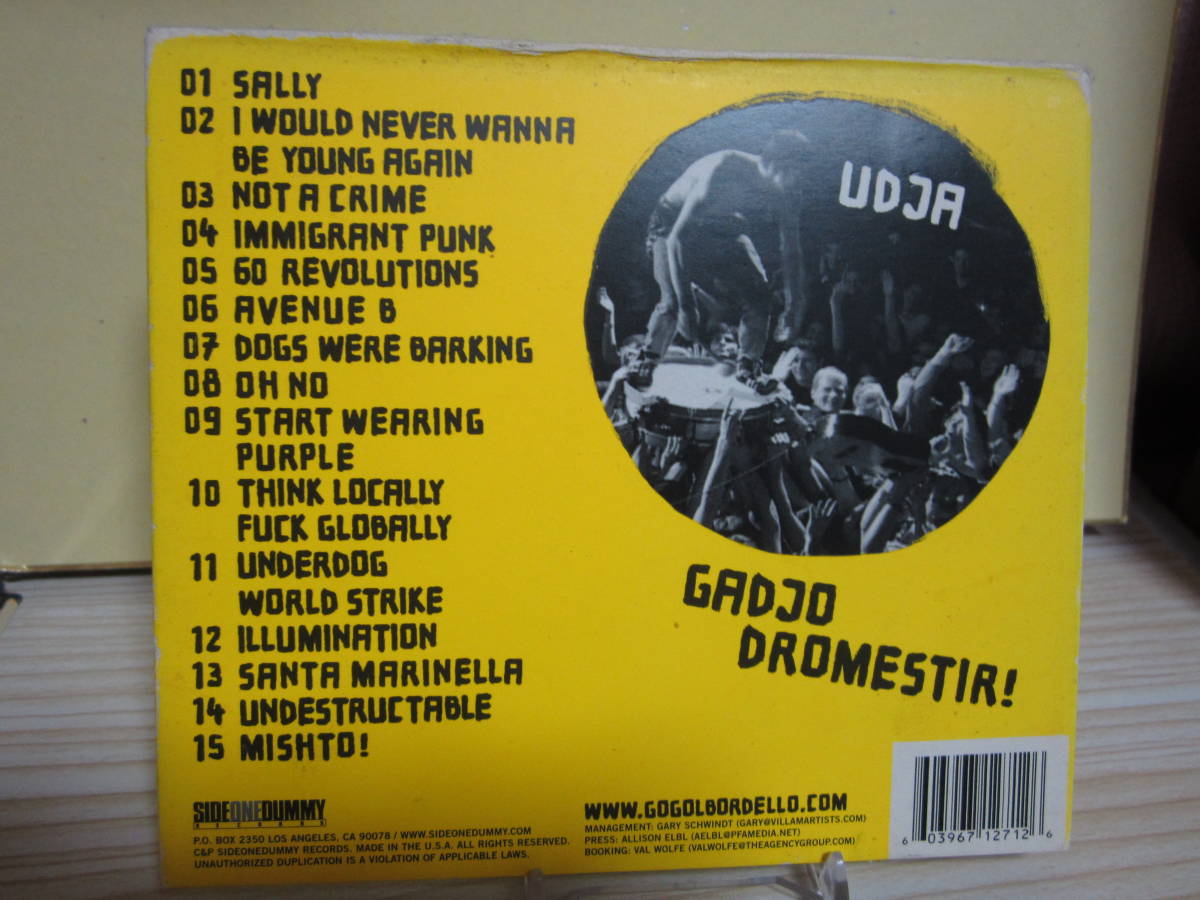 01 SALLY
02 I WOULD NEVER WANNA
BE YOUNG AGAIN
03 NOT A CRIME
04 IMMIGRANT PUNK
05 60 REVOLUTIONS
06 AVENUE B
07 DOGS WERE BARKING
08 OH NO
09 START WEARING
PURPLE
10 THINK LOCALLY
FUCK GLOBALLY
11 UNDERDOG
WORLD STRIKE
12 ILLUMINATION
13 SANTA MARINELLA
14 UNDESTRUCTABLE
15 MISHTO!
UDJA
GADJO
DROMESTIR!
SIDEONEDUMMY
RECORDS
P.O. BOX 2350 LOS ANGELES, CA 90078 / WWW.SIDEONEDUMMY.COM
C&P SIDEONEDUMMY RECORDS. MADE IN THE U.S.A. ALL RIGHTS RESERVED.
UNAUTHORIZED DUPLICATION IS A VIOLATION OF APPLICABLE LAWS.
WWW.GOGOLBORDELLO.COM
MANAGEMENT: GARY SCHWINDT (GARY@VILLAMARTISTS.COM)
PRESS: ALLISON ELBL (AELBL@PFAMEDIA.NET)
BOOKING: VAL WOLFE (VALWOLFE@THEAGENCYGROUP.COM)
6 03967 12712 6